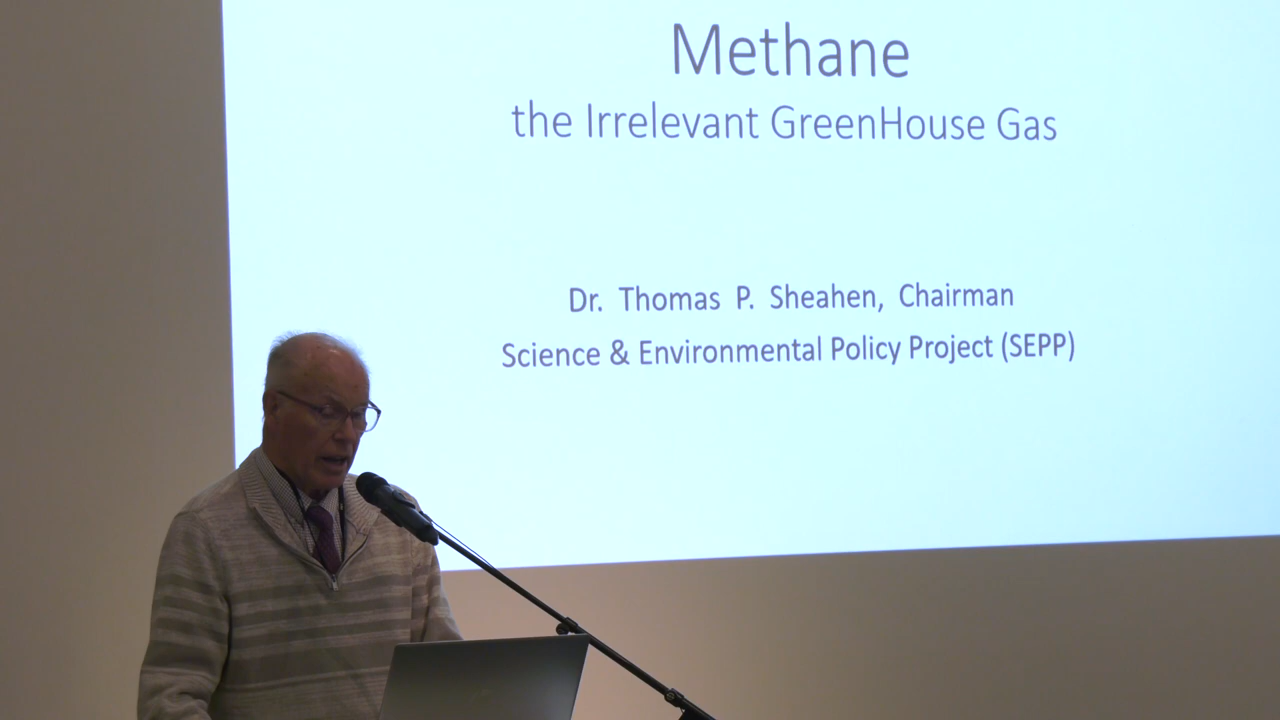 Methane
the Irrelevant GreenHouse Gas
Dr. Thomas P. Sheahen, Chairman
Science & Environmental Policy Project (SEPP)